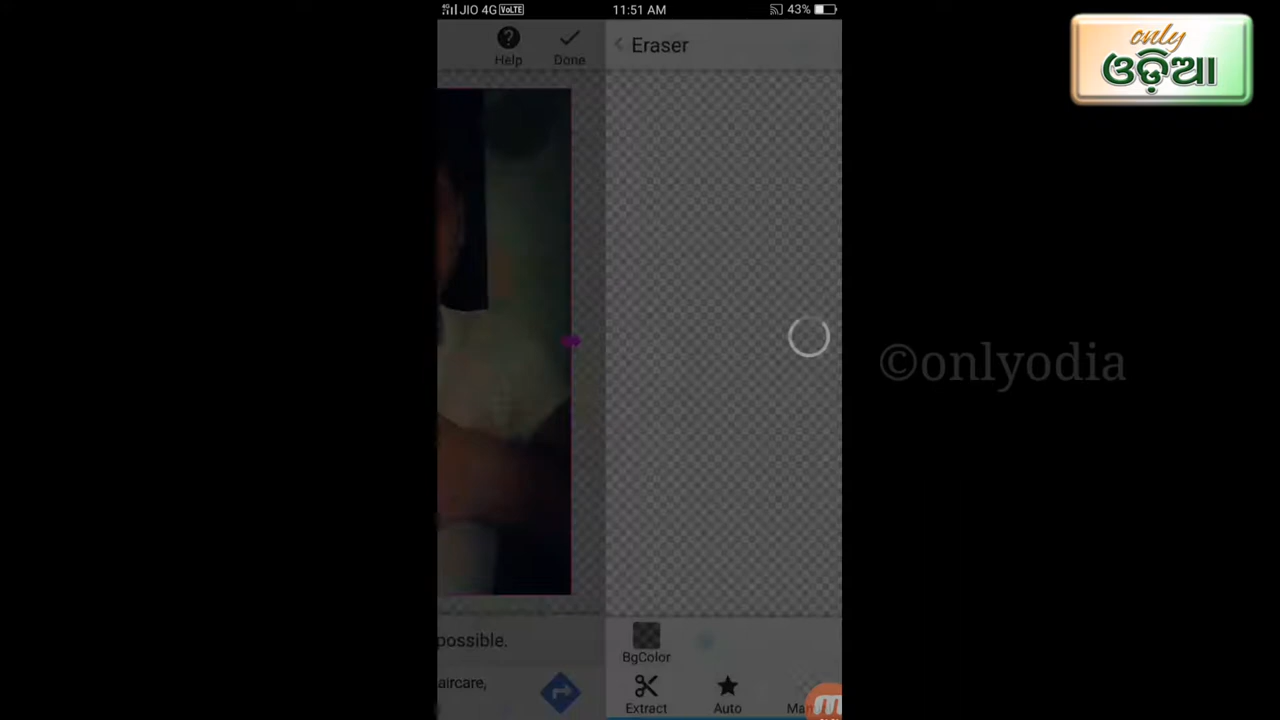 JIO 4G VoLTE 11:51 AM 43%
Help Done
Eraser
only
ଓଡ଼ିଆ
©onlyodia
possible.
BgColor
aircare,
Extract Auto